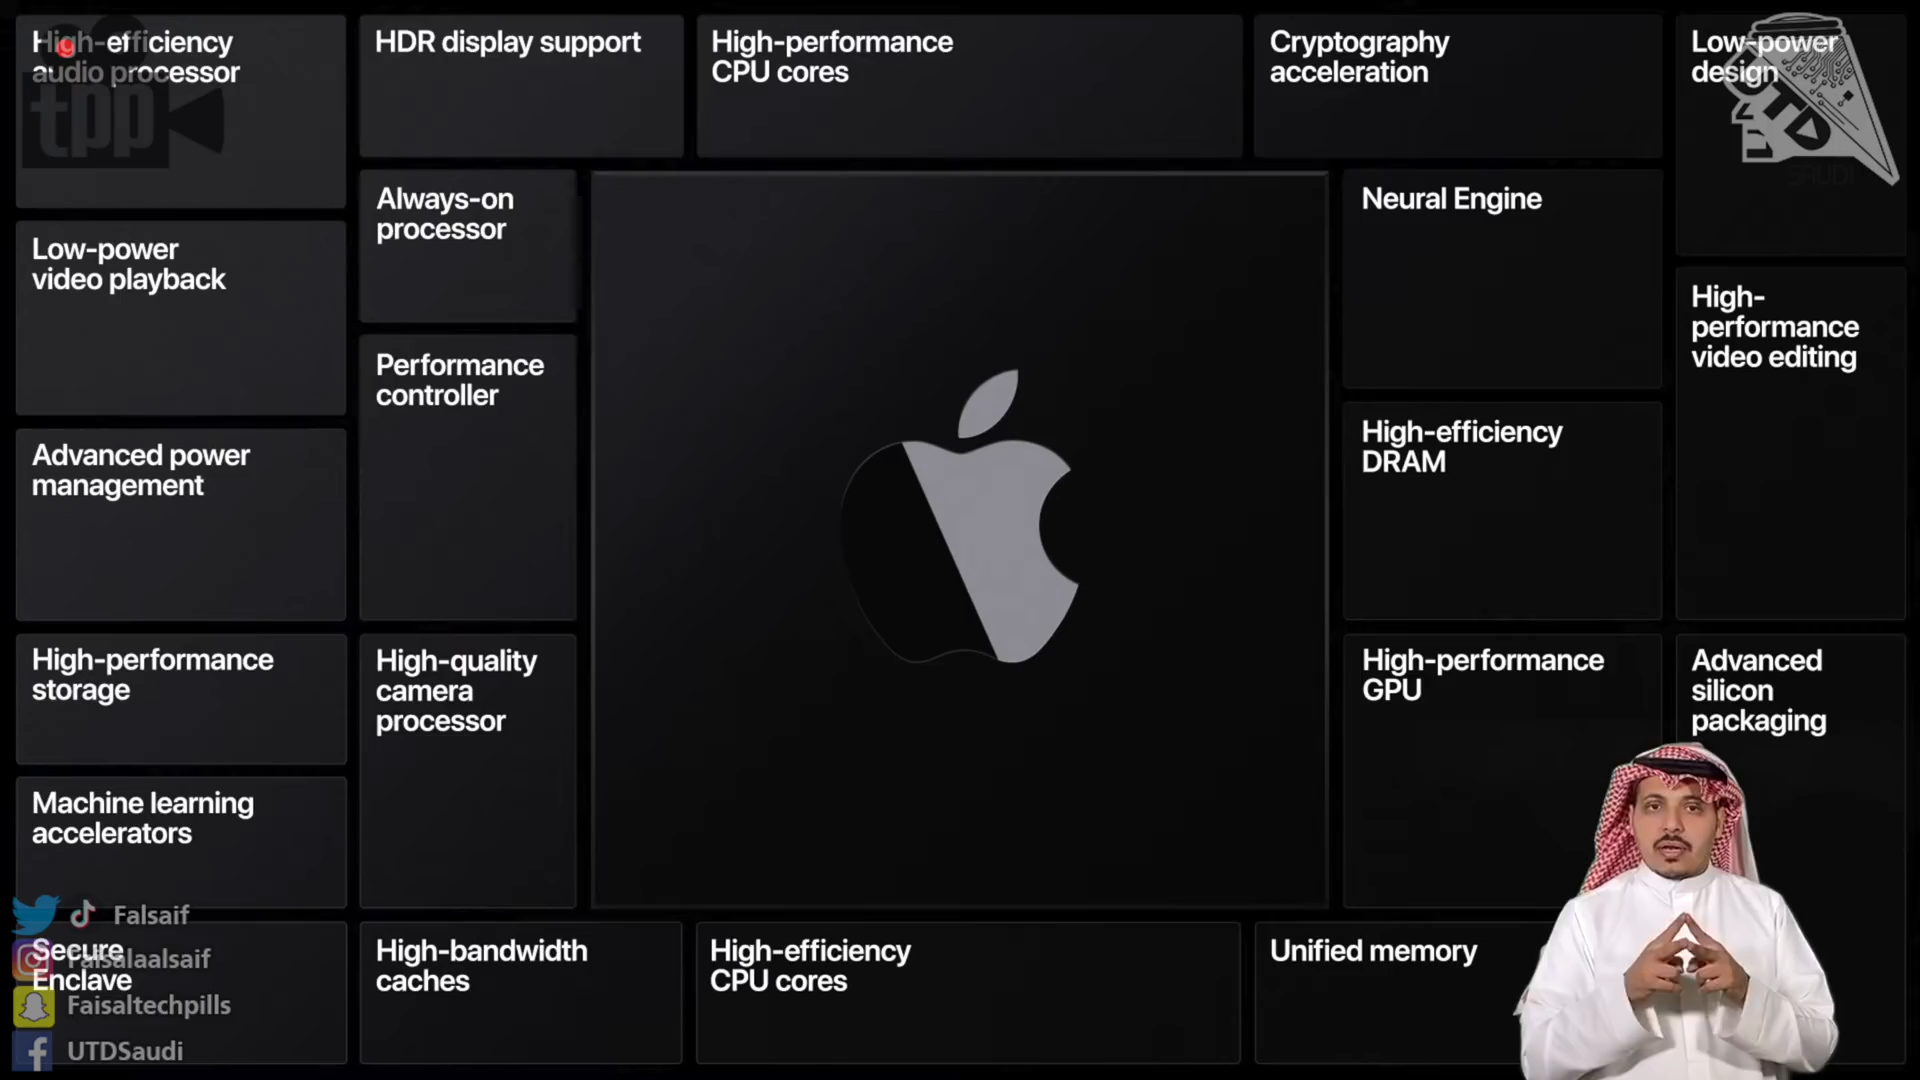 High-efficiency
audio processor
tpp
HDR display support
High-performance
CPU cores
Cryptography
acceleration
Low-power
design
UTD
SAUDI
Always-on
processor
Neural Engine
Low-power
video playback
High-
performance
video editing
Performance
controller
High-efficiency
DRAM
Advanced power
management
High-performance
storage
High-quality
camera
processor
High-performance
GPU
Advanced
silicon
packaging
Machine learning
accelerators
Falsaif
Secure
Enclave
Faisalaalsaif
Faisaltechpills
UTDSaudi
High-bandwidth
caches
High-efficiency
CPU cores
Unified memory